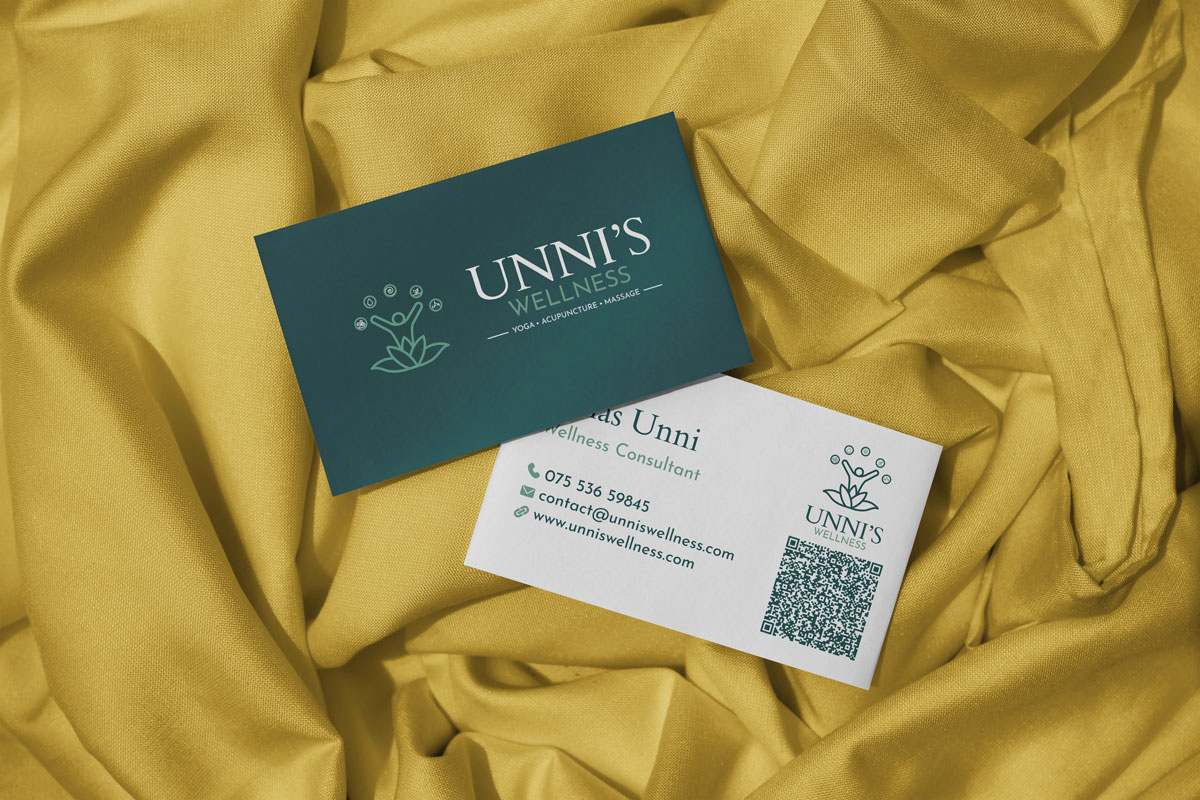 UNNI'S
WELLNESS
YOGA • ACUPUNCTURE • MASSAGE
Unni
Wellness Consultant
075 536 59845
contact@unniswellness.com
www.unniswellness.com
UNNI'S
WELLNESS